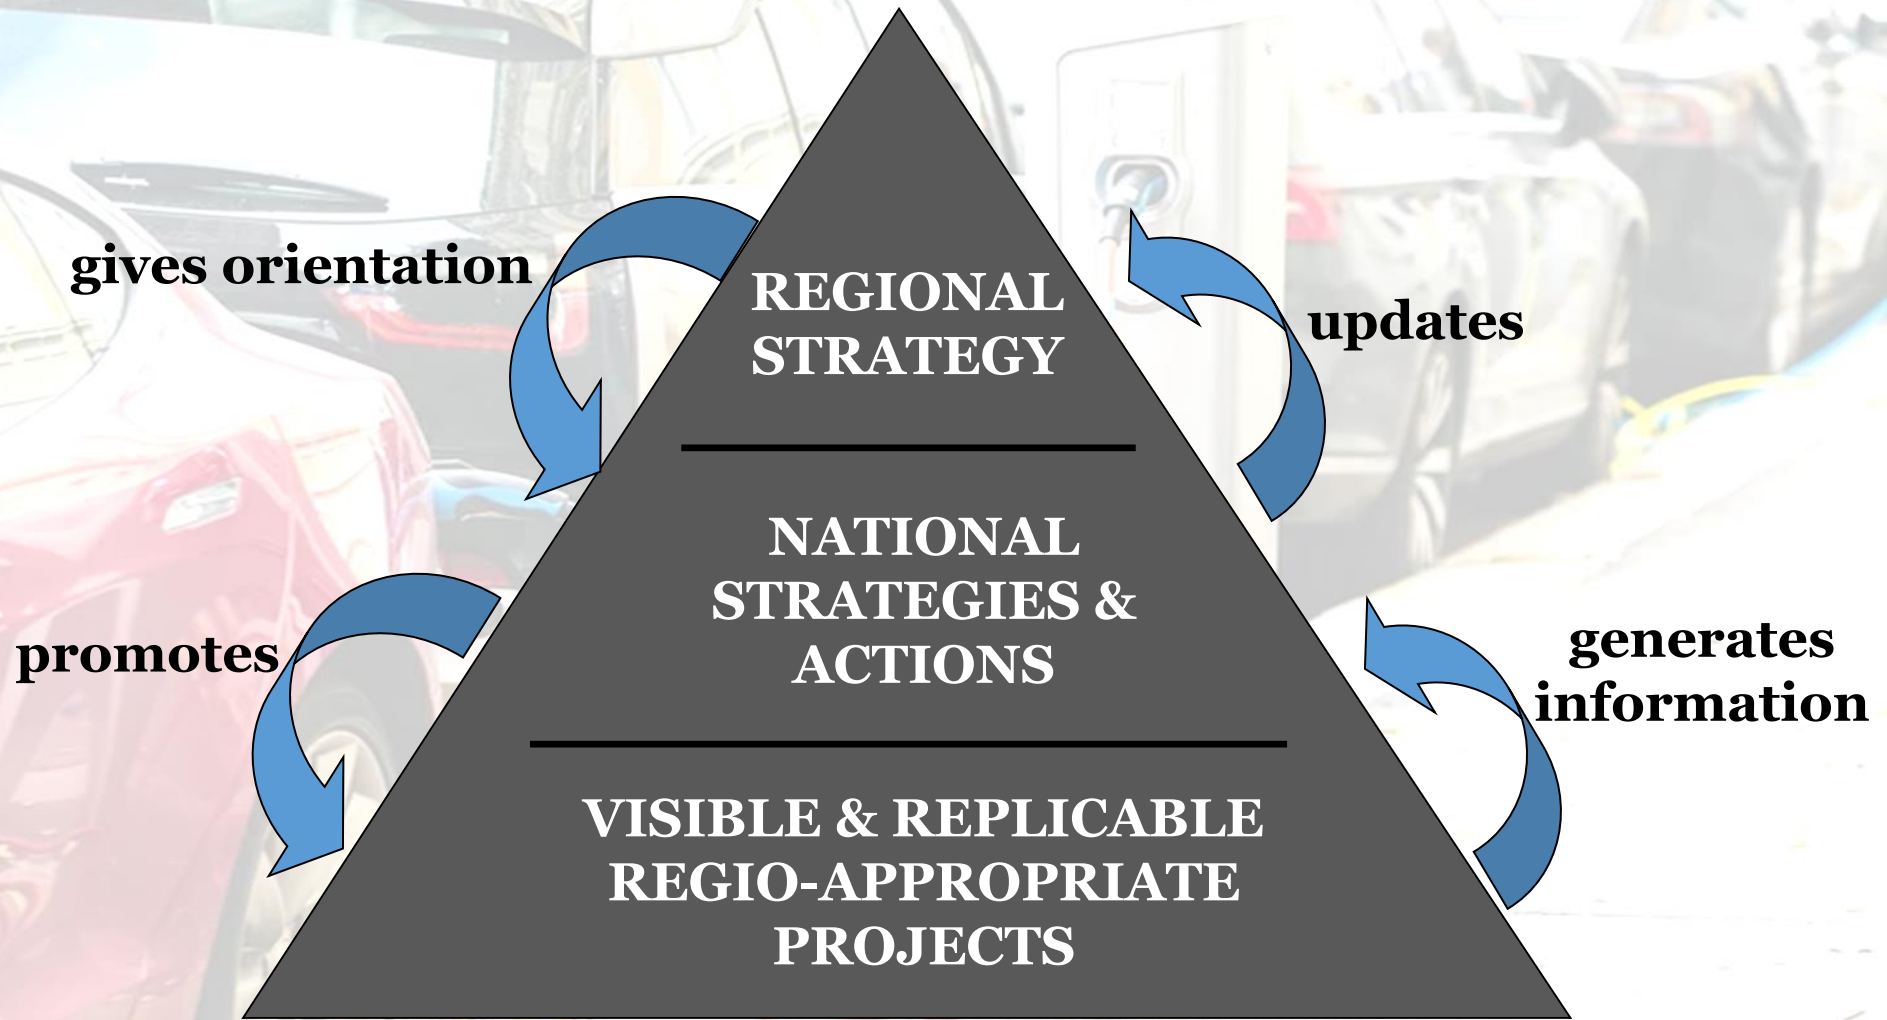 gives orientation
REGIONAL
STRATEGY
updates
NATIONAL
STRATEGIES &
ACTIONS
promotes
generates
information
VISIBLE & REPLICABLE
REGIO-APPROPRIATE
PROJECTS